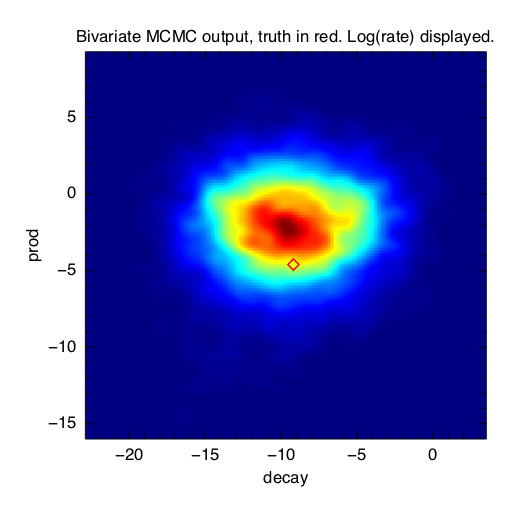 Bivariate MCMC output, truth in red. Log(rate) displayed.
5
0
−5
−10
−15
prod
−20 −15 −10 −5 0
decay